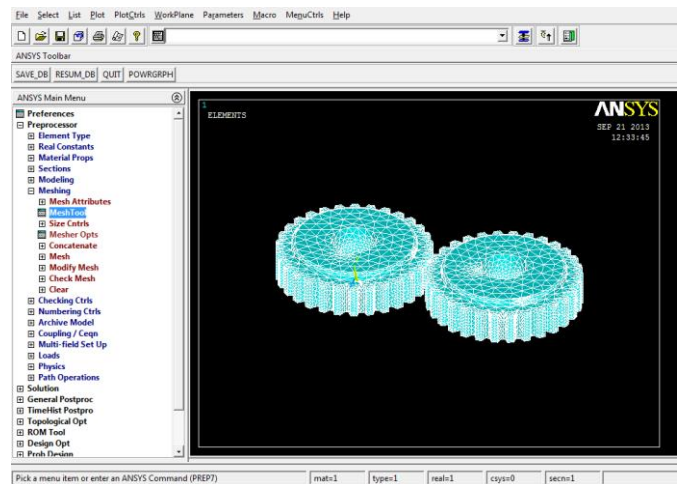 File Select List Plot PlotCtrls WorkPlane Parameters Macro MenuCtrls Help
ANSYS Toolbar
SAVE_DB RESUM_DB QUIT POWRGRPH
ANSYS Main Menu
Preferences
Preprocessor
Element Type
Real Constants
Material Props
Sections
Modeling
Meshing
Mesh Attributes
MeshTool
Size Cntrls
Mesher Opts
Concatenate
Mesh
Modify Mesh
Check Mesh
Clear
Checking Ctrls
Numbering Ctrls
Archive Model
Coupling / Ceqn
Multi-field Set Up
Loads
Physics
Path Operations
Solution
General Postproc
TimeHist Postpro
Topological Opt
ROM Tool
Design Opt
Prob Design
1
ELEMENTS
ANSYS
SEP 21 2013
12:33:45
Pick a menu item or enter an ANSYS Command (PREP7) mat=1 type=1 real=1 csys=0 secn=1